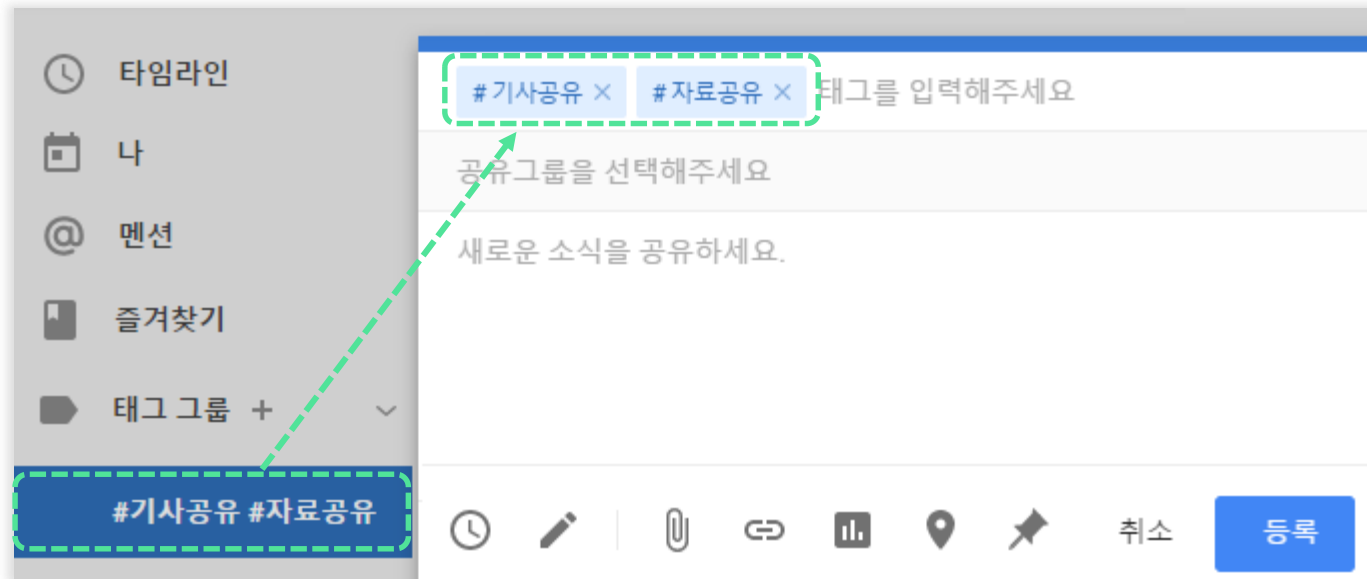 타임라인
나
@ 멘션
즐겨찾기
태그 그룹 +
#기사공유 #자료공유
#기사공유 × #자료공유 × 태그를 입력해주세요
공유그룹을 선택해주세요
새로운 소식을 공유하세요.
취소
등록